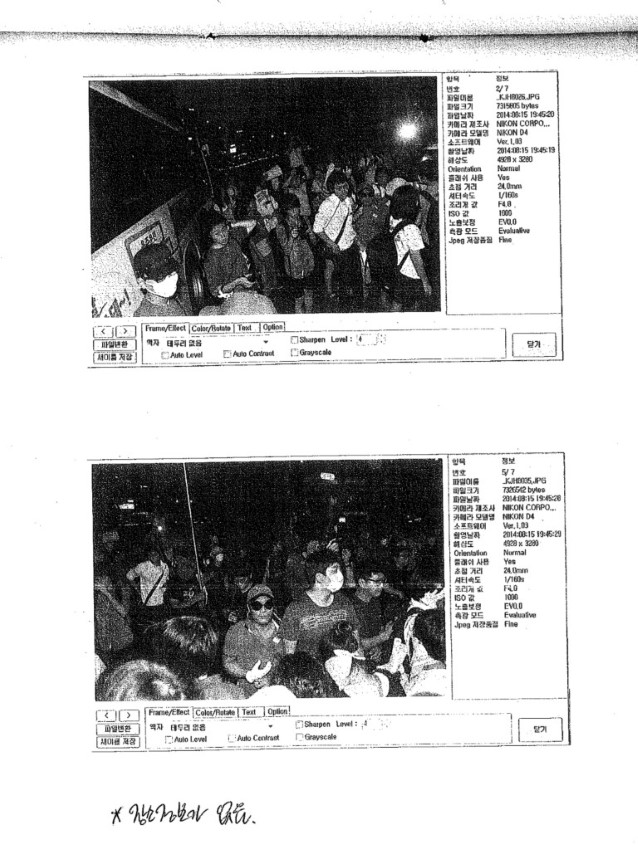 항목 정보
번호 2/ 7
파일이름 _KJH8026.JPG
파일크기 7315805 bytes
파일날짜 2014:08:15 19:45:20
카메라 제조사 NIKON CORPO...
카메라 모델명 NIKON D4
소프트웨어 Ver.1.09
촬영날짜 2014:08:15 19:45:19
해상도 4928 x 3280
Orientation Normal
플래쉬 사용 Yes
초점 거리 24.0mm
셔터속도 1/160s
조리개 값 F4.0
ISO 값 1000
노출보정 EV0.0
측광 모드 Evaluative
Jpeg 저장품질 Fine
< > Frame/Effect Color/Rotate Text Option
파일변환 액자 테두리 없음 Sharpen Level : 4 닫기
새이름 저장 Auto Level Auto Contrast Grayscale
항목 정보
번호 5/ 7
파일이름 _KJH8035.JPG
파일크기 7326542 bytes
파일날짜 2014:08:15 19:45:28
카메라 제조사 NIKON CORPO...
카메라 모델명 NIKON D4
소프트웨어 Ver.1.09
촬영날짜 2014:08:15 19:45:29
해상도 4928 x 3280
Orientation Normal
플래쉬 사용 Yes
초점 거리 24.0mm
셔터속도 1/160s
조리개 값 F4.0
ISO 값 1000
노출보정 EV0.0
측광 모드 Evaluative
Jpeg 저장품질 Fine
< > Frame/Effect Color/Rotate Text Option
파일변환 액자 테두리 없음 Sharpen Level : 4 닫기
새이름 저장 Auto Level Auto Contrast Grayscale
* 장소정보가 없음.